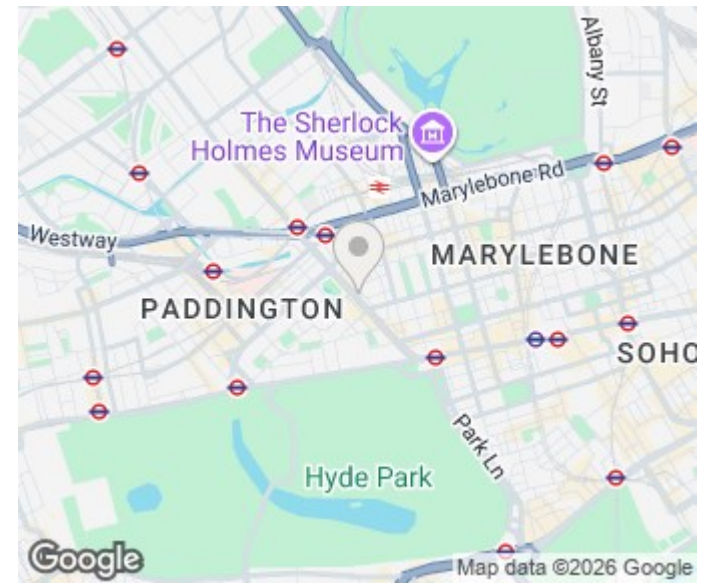 Albany St
The Sherlock
Holmes Museum
Marylebone Rd
Westway
MARYLEBONE
PADDINGTON
SOHO
Park Ln
Hyde Park
Google
Map data ©2026 Google